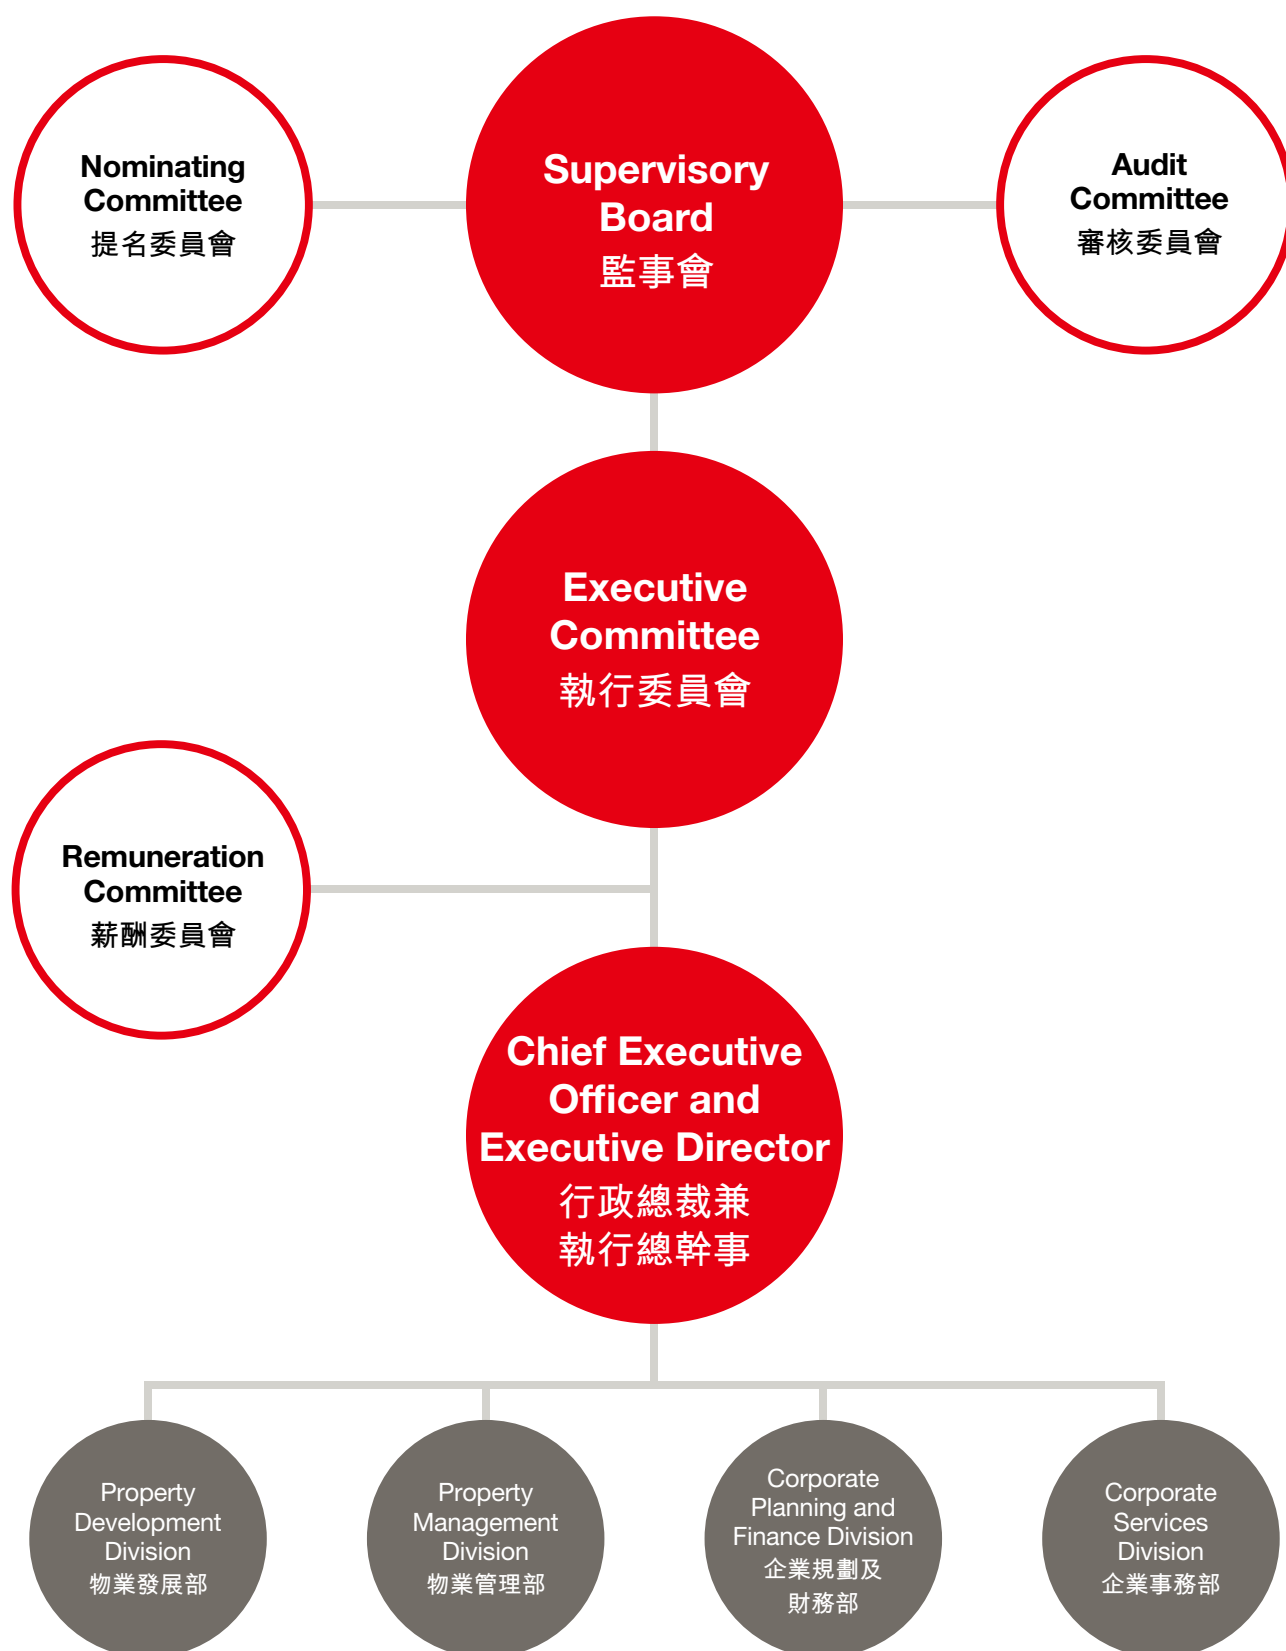 Nominating
Committee
提名委員會
Supervisory
Board
監事會
Audit
Committee
審核委員會
Executive
Committee
執行委員會
Remuneration
Committee
薪酬委員會
Chief Executive
Officer and
Executive Director
行政總裁兼
執行總幹事
Property
Development
Division
物業發展部
Property
Management
Division
物業管理部
Corporate
Planning and
Finance Division
企業規劃及
財務部
Corporate
Services
Division
企業事務部